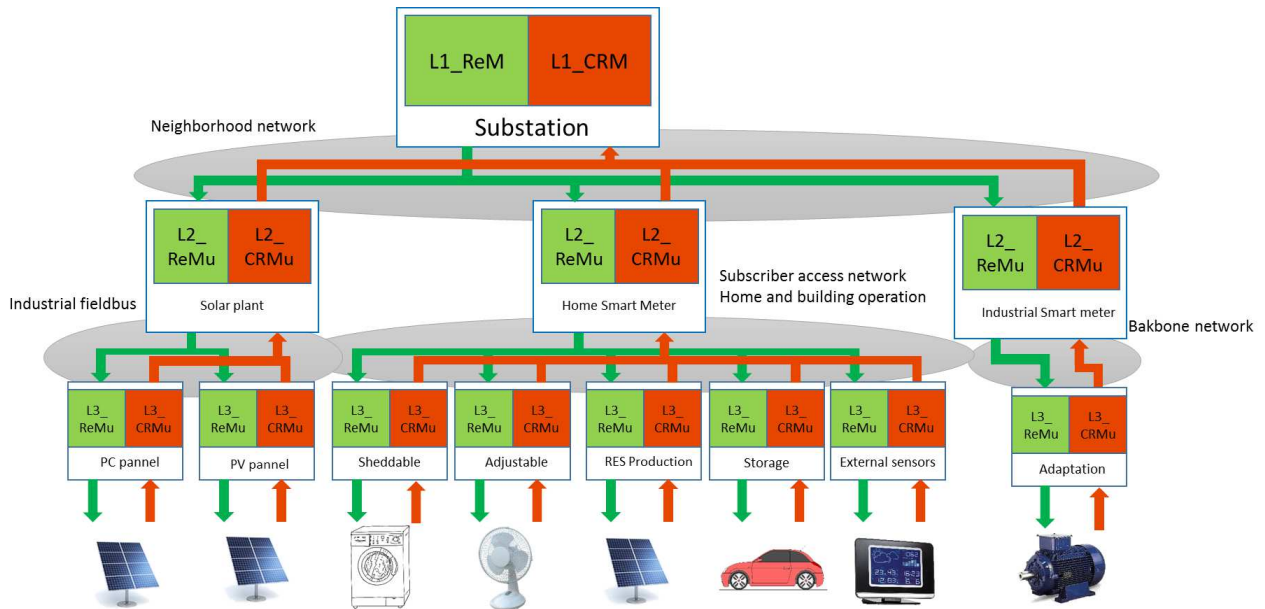 L1_ReM
L1_CRM
Substation
Neighborhood network
L2_
ReMu
L2_
CRMu
Solar plant
L2_
ReMu
L2_
CRMu
Home Smart Meter
L2_
ReMu
L2_
CRMu
Industrial Smart meter
Industrial fieldbus
Subscriber access network
Home and building operation
Bakbone network
L3_
ReMu
L3_
CRMu
PC pannel
L3_
ReMu
L3_
CRMu
PV pannel
L3_
ReMu
L3_
CRMu
Sheddable
L3_
ReMu
L3_
CRMu
Adjustable
L3_
ReMu
L3_
CRMu
RES Production
L3_
ReMu
L3_
CRMu
Storage
L3_
ReMu
L3_
CRMu
External sensors
L3_
ReMu
L3_
CRMu
Adaptation